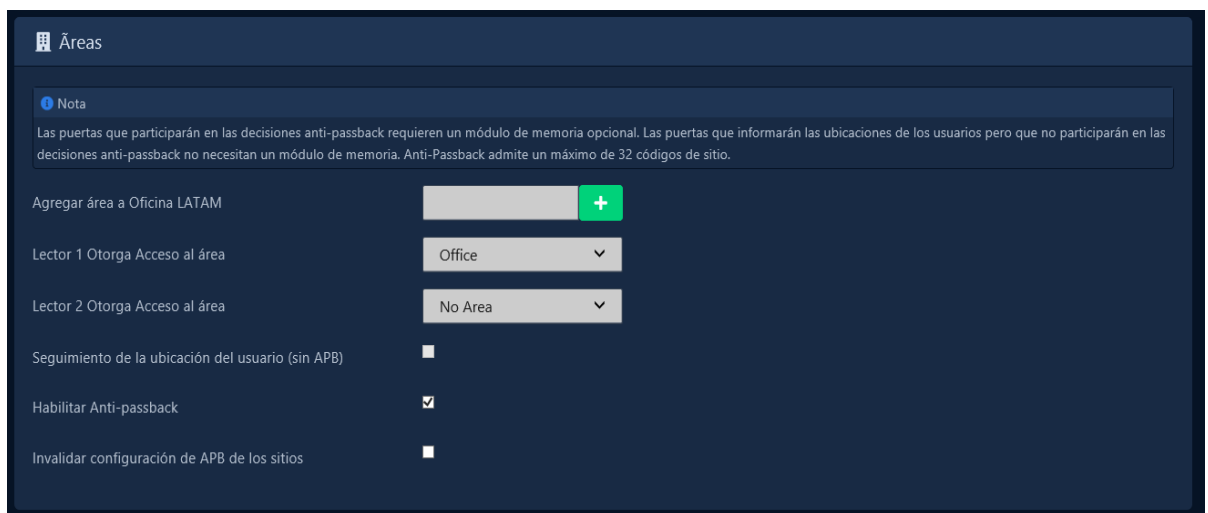 Ãreas
Nota
Las puertas que participarán en las decisiones anti-passback requieren un módulo de memoria opcional. Las puertas que informarán las ubicaciones de los usuarios pero que no participarán en las
decisiones anti-passback no necesitan un módulo de memoria. Anti-Passback admite un máximo de 32 códigos de sitio.
Agregar área a Oficina LATAM
+
Lector 1 Otorga Acceso al área
Office
Lector 2 Otorga Acceso al área
No Area
Seguimiento de la ubicación del usuario (sin APB)
Habilitar Anti-passback
Invalidar configuración de APB de los sitios